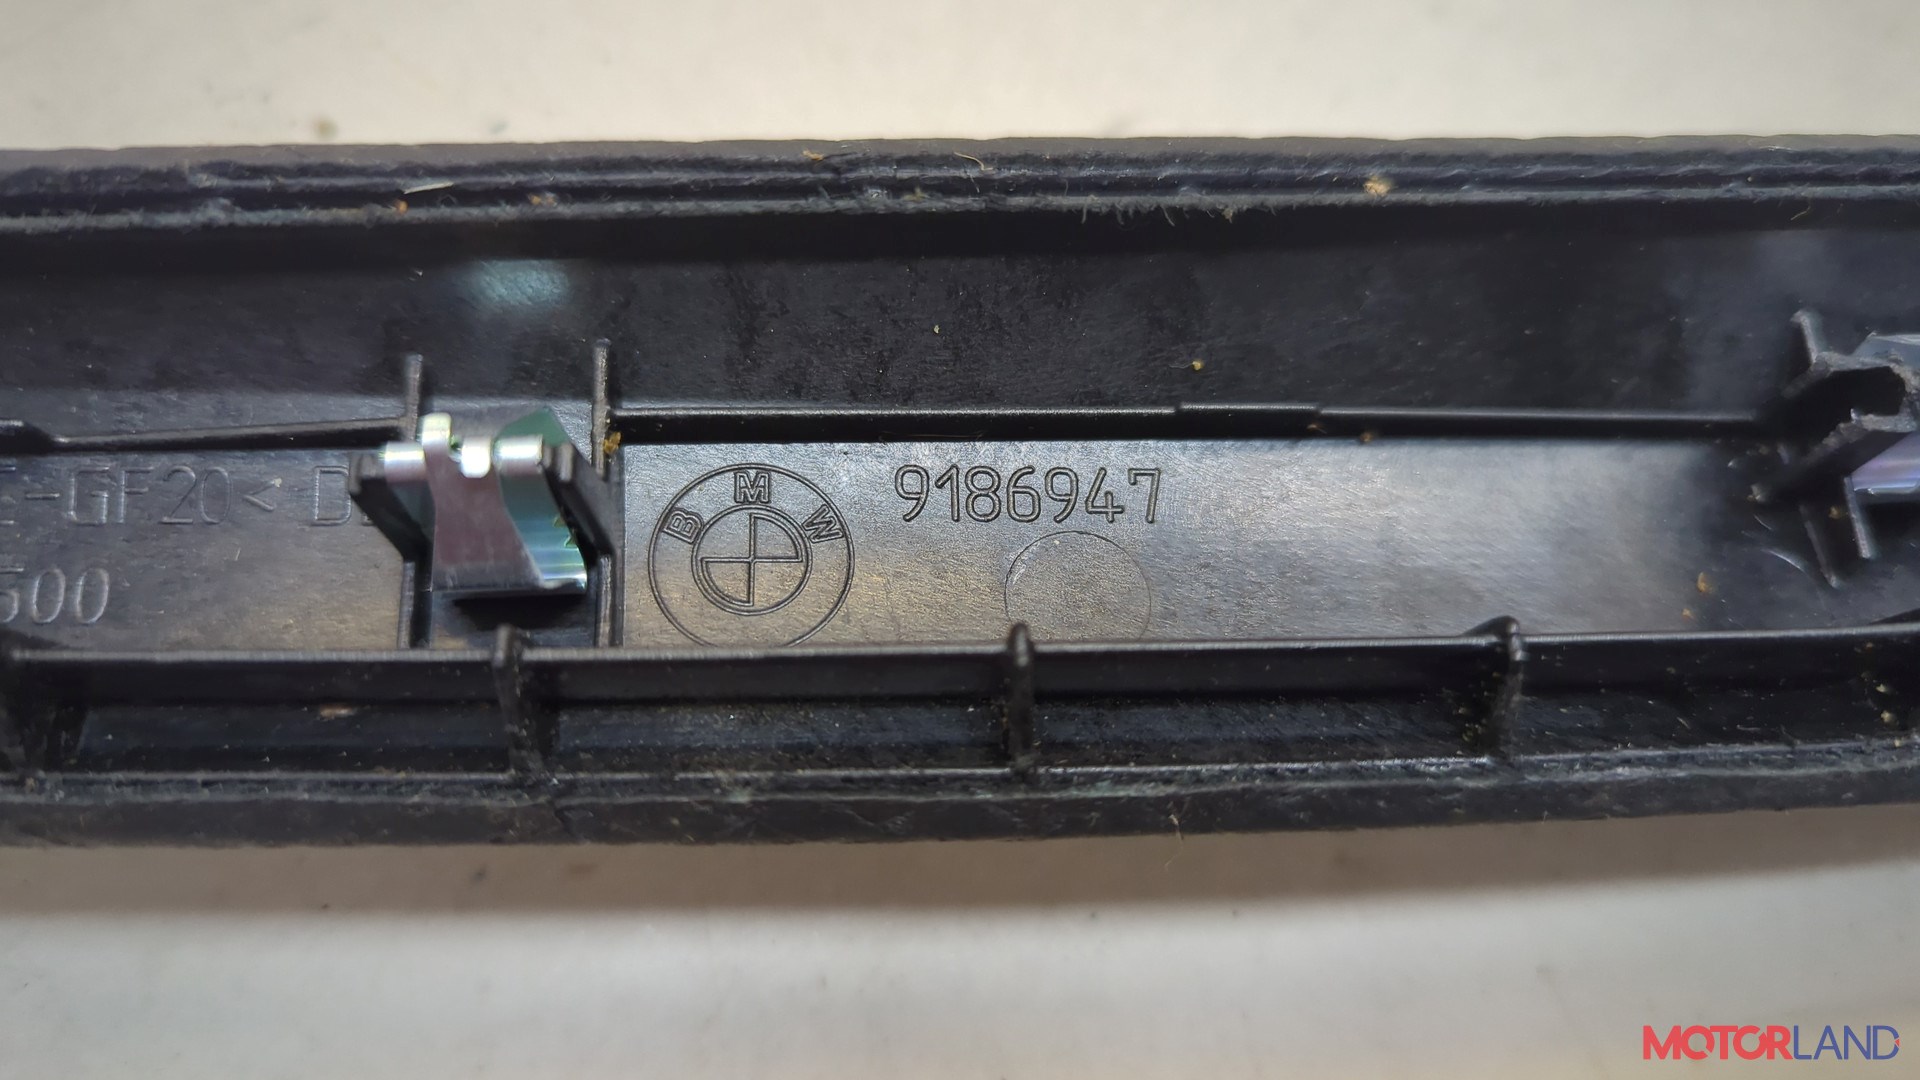 -GF20<
500
BMW
9186947
MOTORLAND